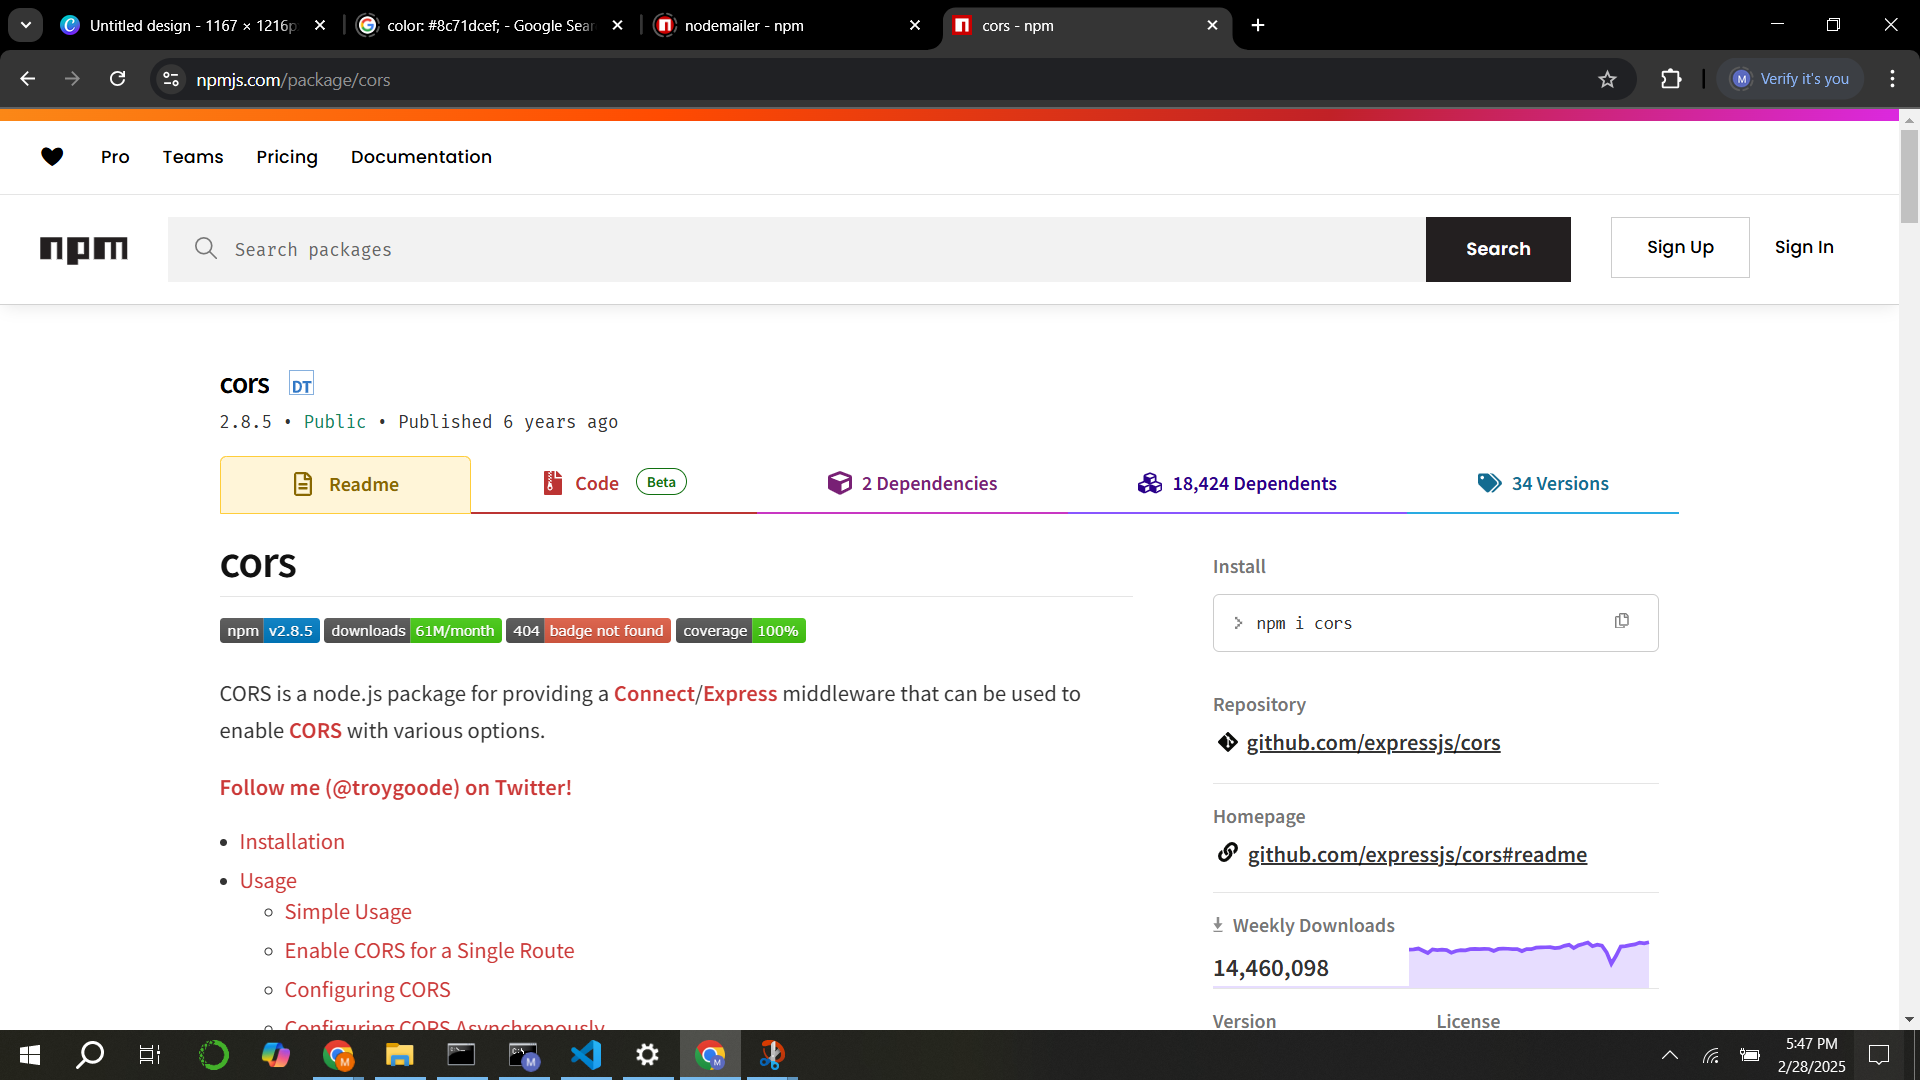 Untitled design - 1167 × 1216p
color: #8c71dcef; - Google Sear
nodemailer - npm
cors - npm
npmjs.com/package/cors
M
Verify it's you
Pro
Teams
Pricing
Documentation
npm
Search packages
Search
Sign Up
Sign In
cors DT
2.8.5 • Public • Published 6 years ago
Readme
Code Beta
2 Dependencies
18,424 Dependents
34 Versions
cors
npm v2.8.5 downloads 61M/month 404 badge not found coverage 100%
CORS is a node.js package for providing a Connect/Express middleware that can be used to
enable CORS with various options.
Follow me (@troygoode) on Twitter!
• Installation
• Usage
◦ Simple Usage
◦ Enable CORS for a Single Route
◦ Configuring CORS
◦ Configuring CORS Asynchronously
Install
> npm i cors
Repository
github.com/expressjs/cors
Homepage
github.com/expressjs/cors#readme
Weekly Downloads
14,460,098
Version
License
5:47 PM
2/28/2025